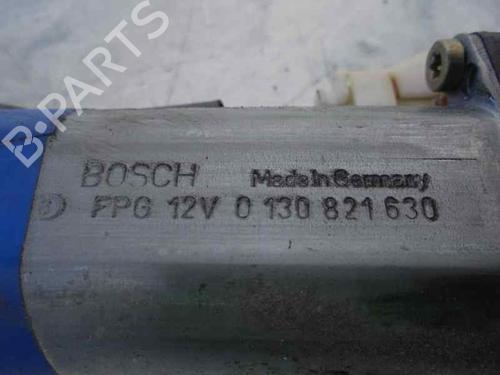 B-PARTS
BOSCH Made in Germany
FPG 12V 0 130 821 630